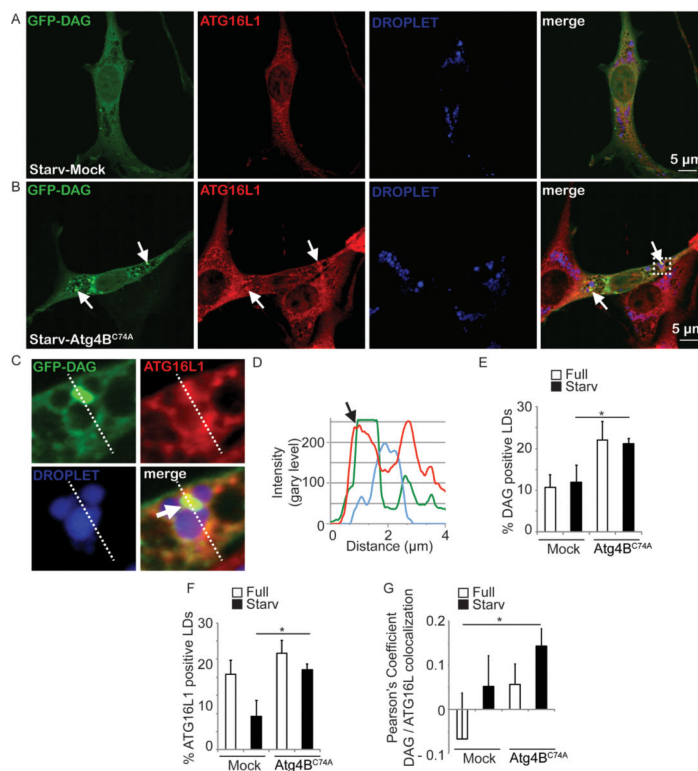 A
GFP-DAG ATG16L1 DROPLET merge
Starv-Mock 5 µm
B
GFP-DAG ATG16L1 DROPLET merge
Starv-Atg4B^C74A 5 µm
C
GFP-DAG ATG16L1
DROPLET merge
D
Intensity
(gary level)
200
100
0
0 2 4
Distance (µm)
E
Full
Starv
*
% DAG positive LDs
30
20
10
0
Mock Atg4B^C74A
F
Full
Starv
*
% ATG16L1 positive LDs
30
20
10
0
Mock Atg4B^C74A
G
Full
Starv
*
Pearson's Coefficient
DAG / ATG16L colocalization
0.2
0.1
0
- 0.1
Mock Atg4B^C74A